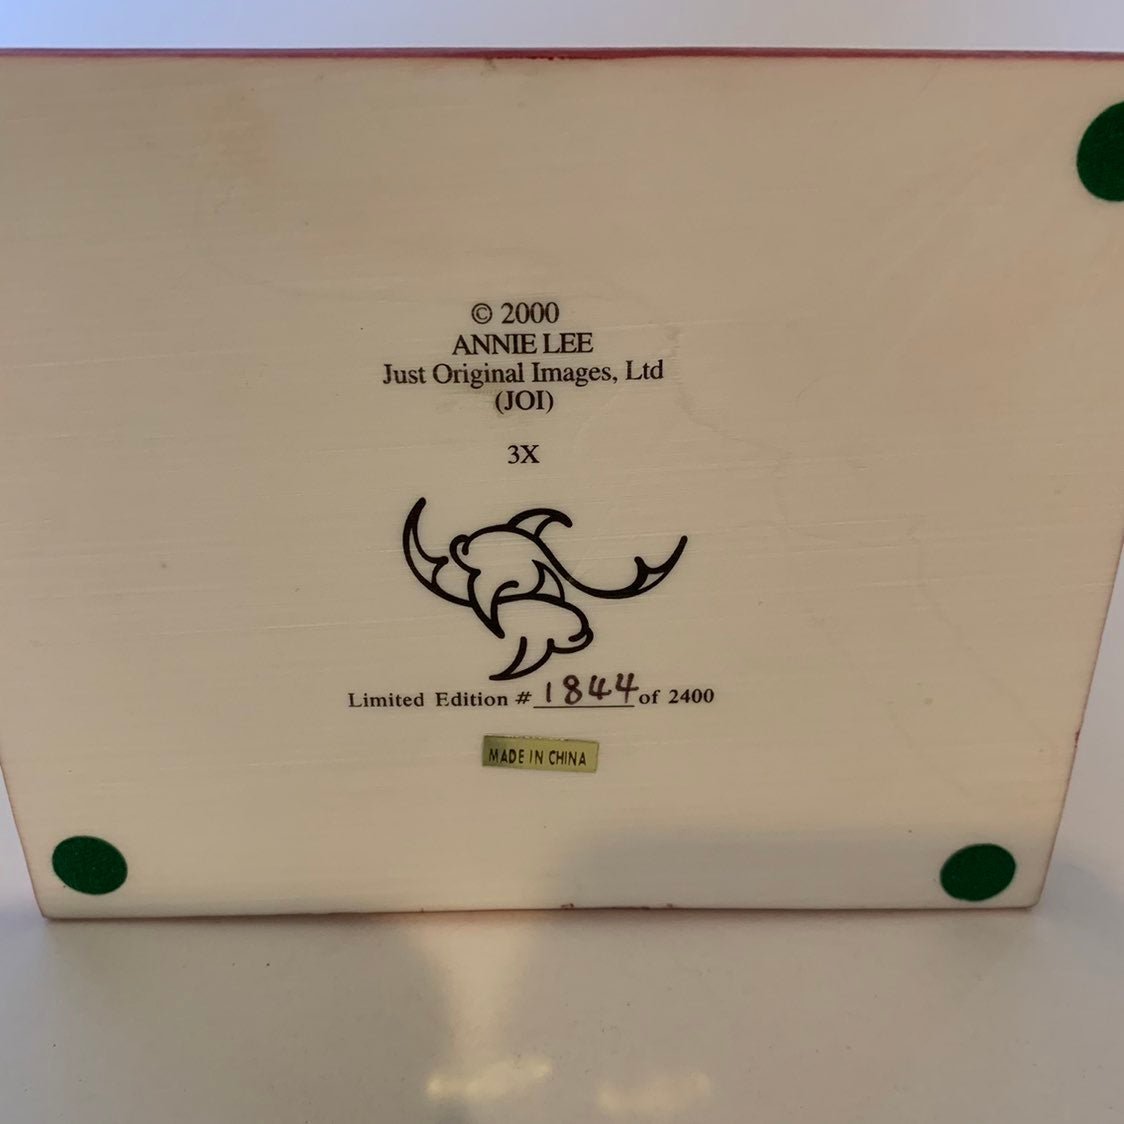 © 2000
ANNIE LEE
Just Original Images, Ltd
(JOI)
3X
Limited Edition # 1844 of 2400
MADE IN CHINA